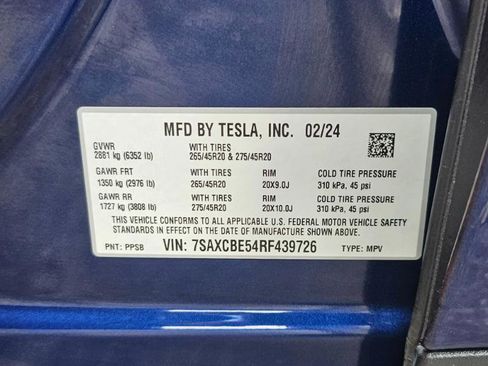 MFD BY TESLA, INC. 02/24
GVWR WITH TIRES
2881 kg (6352 lb) 265/45R20 & 275/45R20
GAWR FRT WITH TIRES RIM COLD TIRE PRESSURE
1350 kg (2976 lb) 265/45R20 20X9.0J 310 kPa, 45 psi
GAWR RR WITH TIRES RIM COLD TIRE PRESSURE
1727 kg (3808 lb) 275/45R20 20X10.0J 310 kPa, 45 psi
THIS VEHICLE CONFORMS TO ALL APPLICABLE U.S. FEDERAL MOTOR VEHICLE SAFETY
STANDARDS IN EFFECT ON THE DATE OF MANUFACTURE SHOWN ABOVE.
PNT: PPSB VIN: 7SAXCBE54RF439726 TYPE: MPV